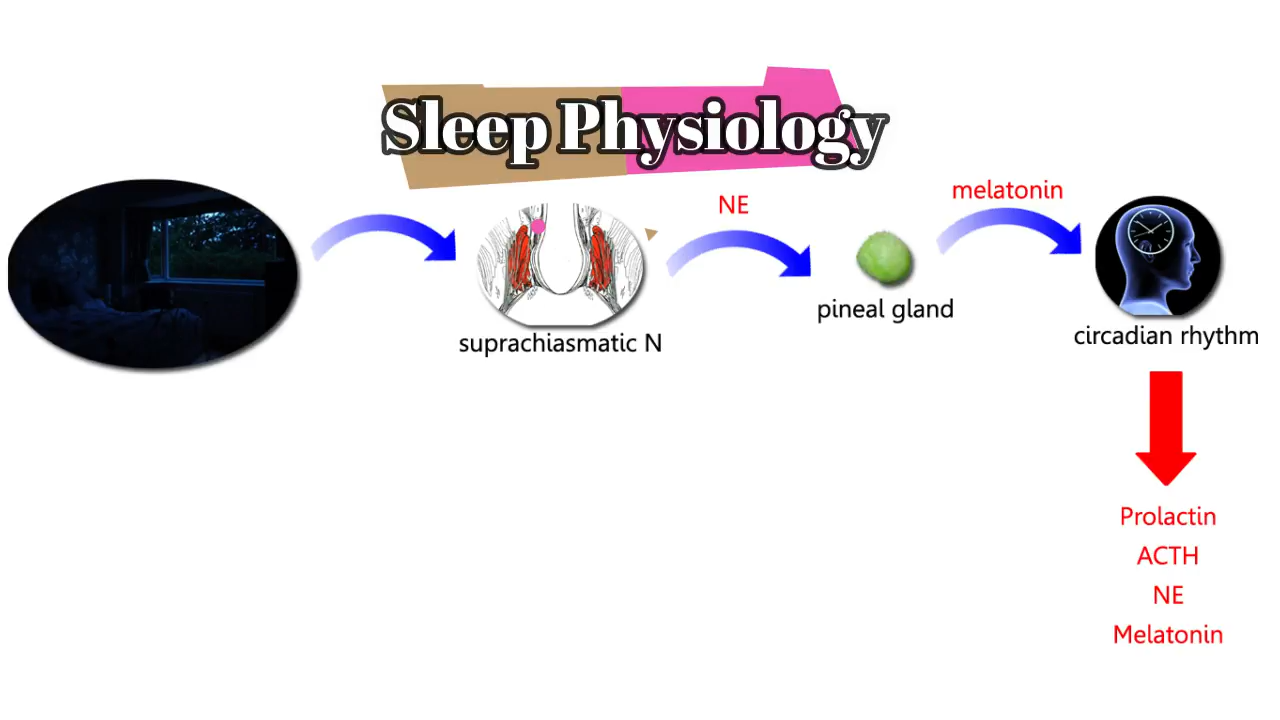 Sleep Physiology
NE
melatonin
suprachiasmatic N
pineal gland
circadian rhythm
Prolactin
ACTH
NE
Melatonin